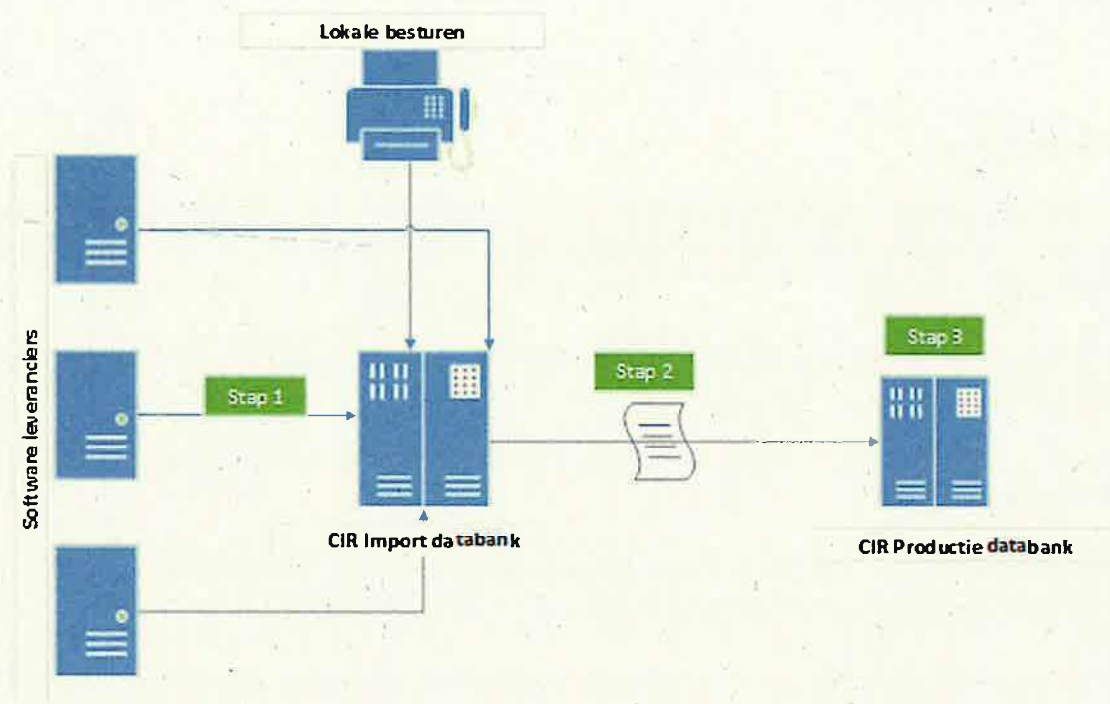 Lokale besturen
Software leveranciers
Stap 1
Stap 2
Stap 3
CIR Import databank
CIR Productie databank